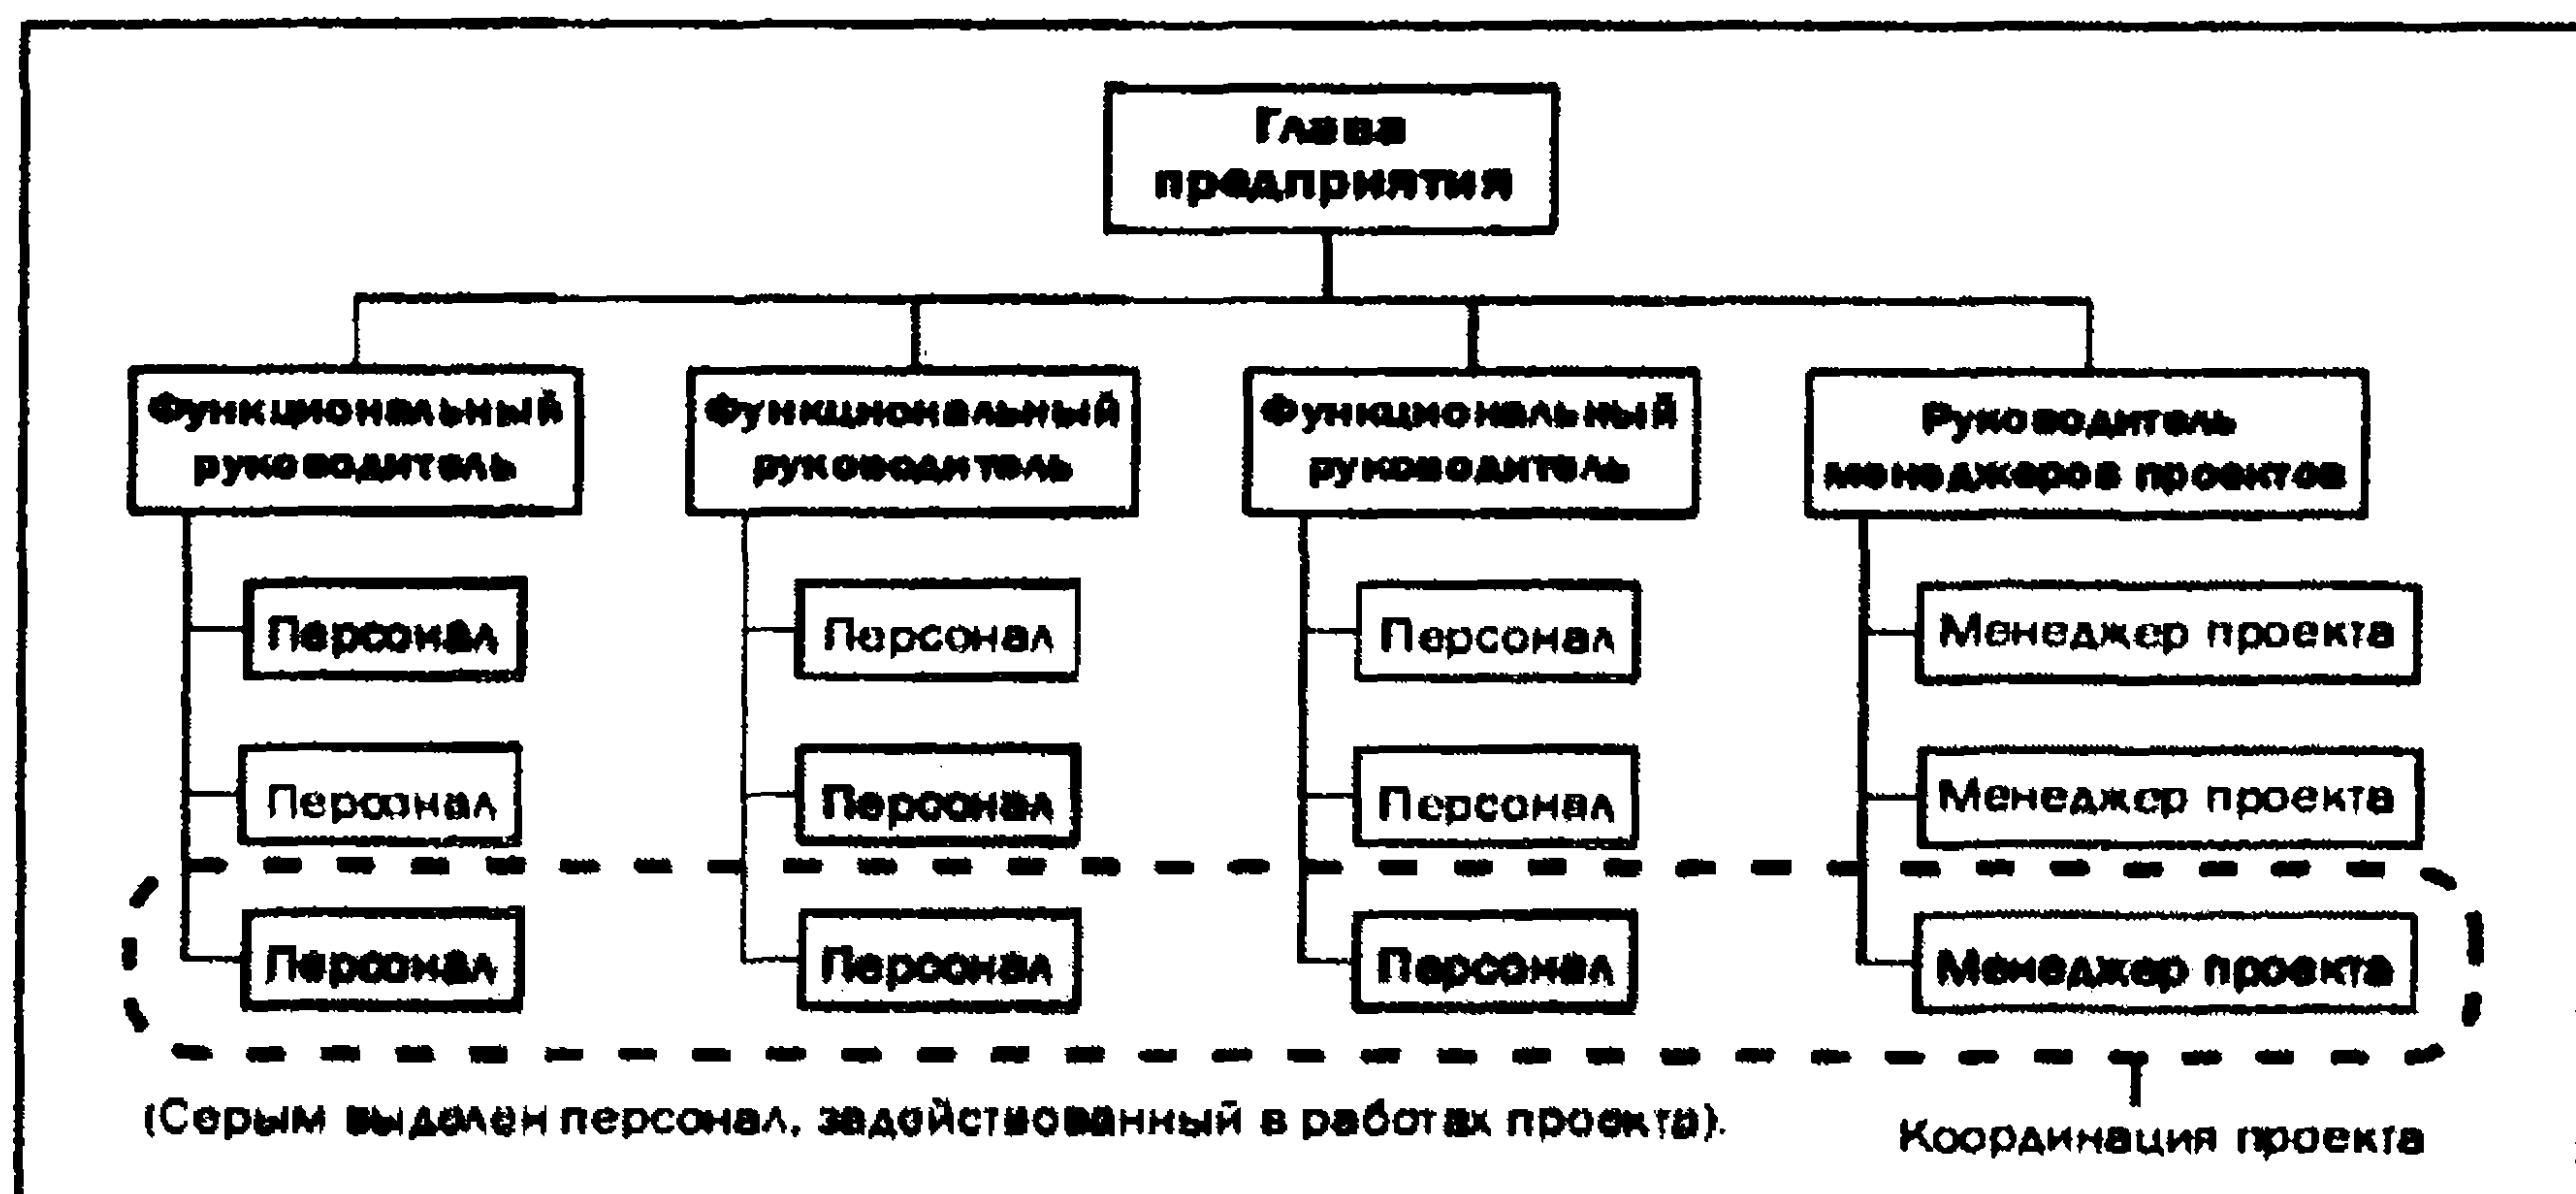 Глава
предприятия
Функциональный
руководитель
Функциональный
руководитель
Функциональный
руководитель
Руководитель
менеджеров проектов
Персонал
Персонал
Персонал
Менеджер проекта
Персонал
Персонал
Персонал
Менеджер проекта
Персонал
Персонал
Персонал
Менеджер проекта
(Серым выделен персонал, задействованный в работах проекта).
Координация проекта